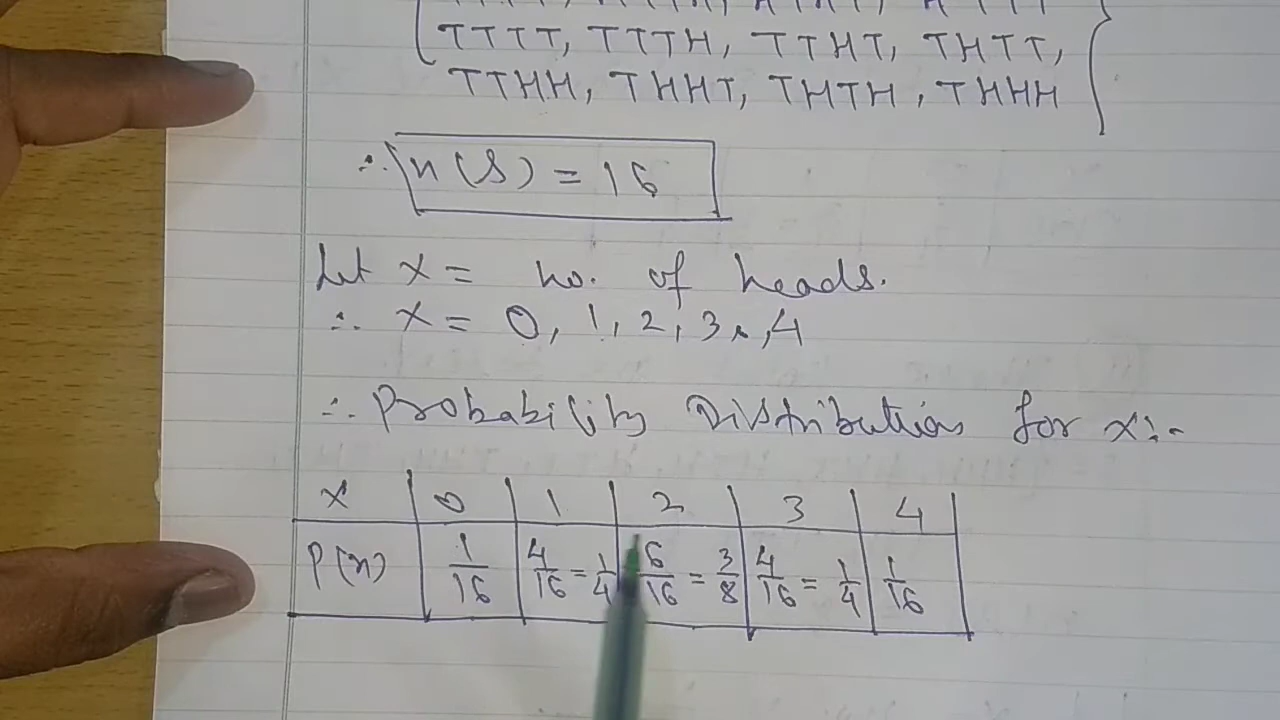 TTTT, TTTH, TTHT, THTT,
TTHH, THHT, THTH, THHH
∴ n(S) = 16
Let x = no. of heads.
∴ x = 0, 1, 2, 3, 4
∴ Probability Distribution for x:-
x 0 1 2 3 4
P(x) 1/16 4/16 = 1/4 6/16 = 3/8 4/16 = 1/4 1/16